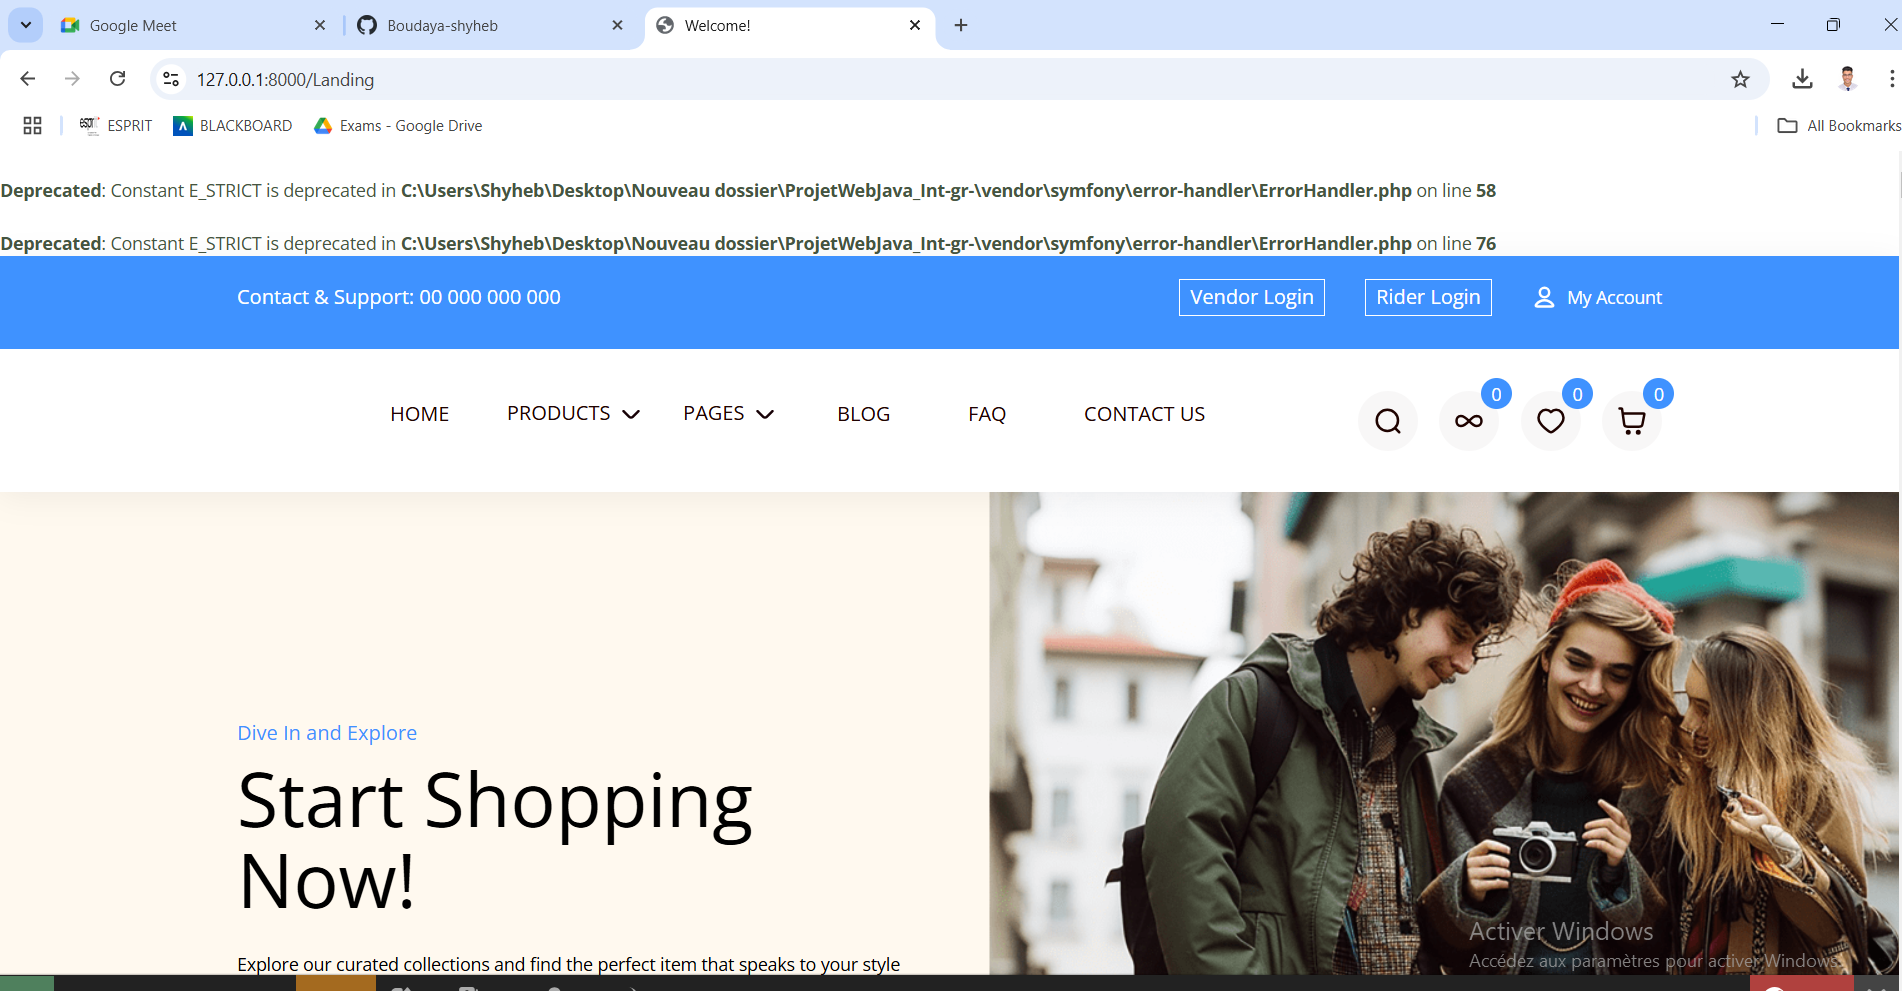 Google Meet
Boudaya-shyheb
Welcome!
127.0.0.1:8000/Landing
ESPRIT
BLACKBOARD
Exams - Google Drive
All Bookmarks
Deprecated: Constant E_STRICT is deprecated in C:\Users\Shyheb\Desktop\Nouveau dossier\ProjetWebJava_Int-gr-\vendor\symfony\error-handler\ErrorHandler.php on line 58
Deprecated: Constant E_STRICT is deprecated in C:\Users\Shyheb\Desktop\Nouveau dossier\ProjetWebJava_Int-gr-\vendor\symfony\error-handler\ErrorHandler.php on line 76
Contact & Support: 00 000 000 000
Vendor Login
Rider Login
My Account
HOME
PRODUCTS
PAGES
BLOG
FAQ
CONTACT US
0
0
0
Dive In and Explore
Start Shopping
Now!
Explore our curated collections and find the perfect item that speaks to your style
Activer Windows
Accédez aux paramètres pour activer Windows.